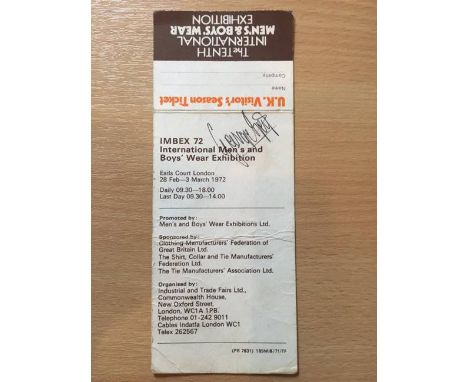 The TENTH
INTERNATIONAL
MEN'S & BOYS' WEAR
EXHIBITION
Company
Name
U.K. Visitor's Season Ticket
IMBEX 72
International Men's and
Boys' Wear Exhibition
Earls Court London
28 Feb—3 March 1972
Daily 09.30—18.00
Last Day 09.30—14.00
Promoted by:
Men's and Boys' Wear Exhibitions Ltd.
Sponsored by:
Clothing Manufacturers' Federation of
Great Britain Ltd.
The Shirt, Collar and Tie Manufacturers'
Federation Ltd.
The Tie Manufacturers' Association Ltd.
Organised by:
Industrial and Trade Fairs Ltd.,
Commonwealth House,
New Oxford Street,
London, WC1A 1PB.
Telephone 01-242 9011
Cables Indatfa London WC1
Telex 262567